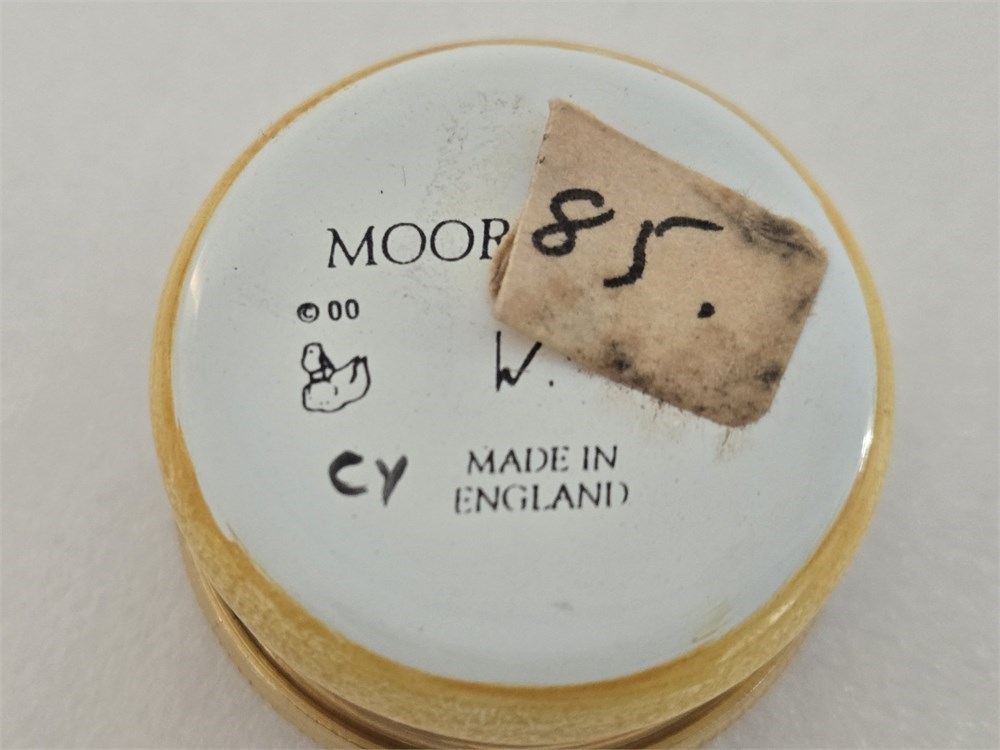 MOOR
85.
© 00
W.
CY
MADE IN
ENGLAND